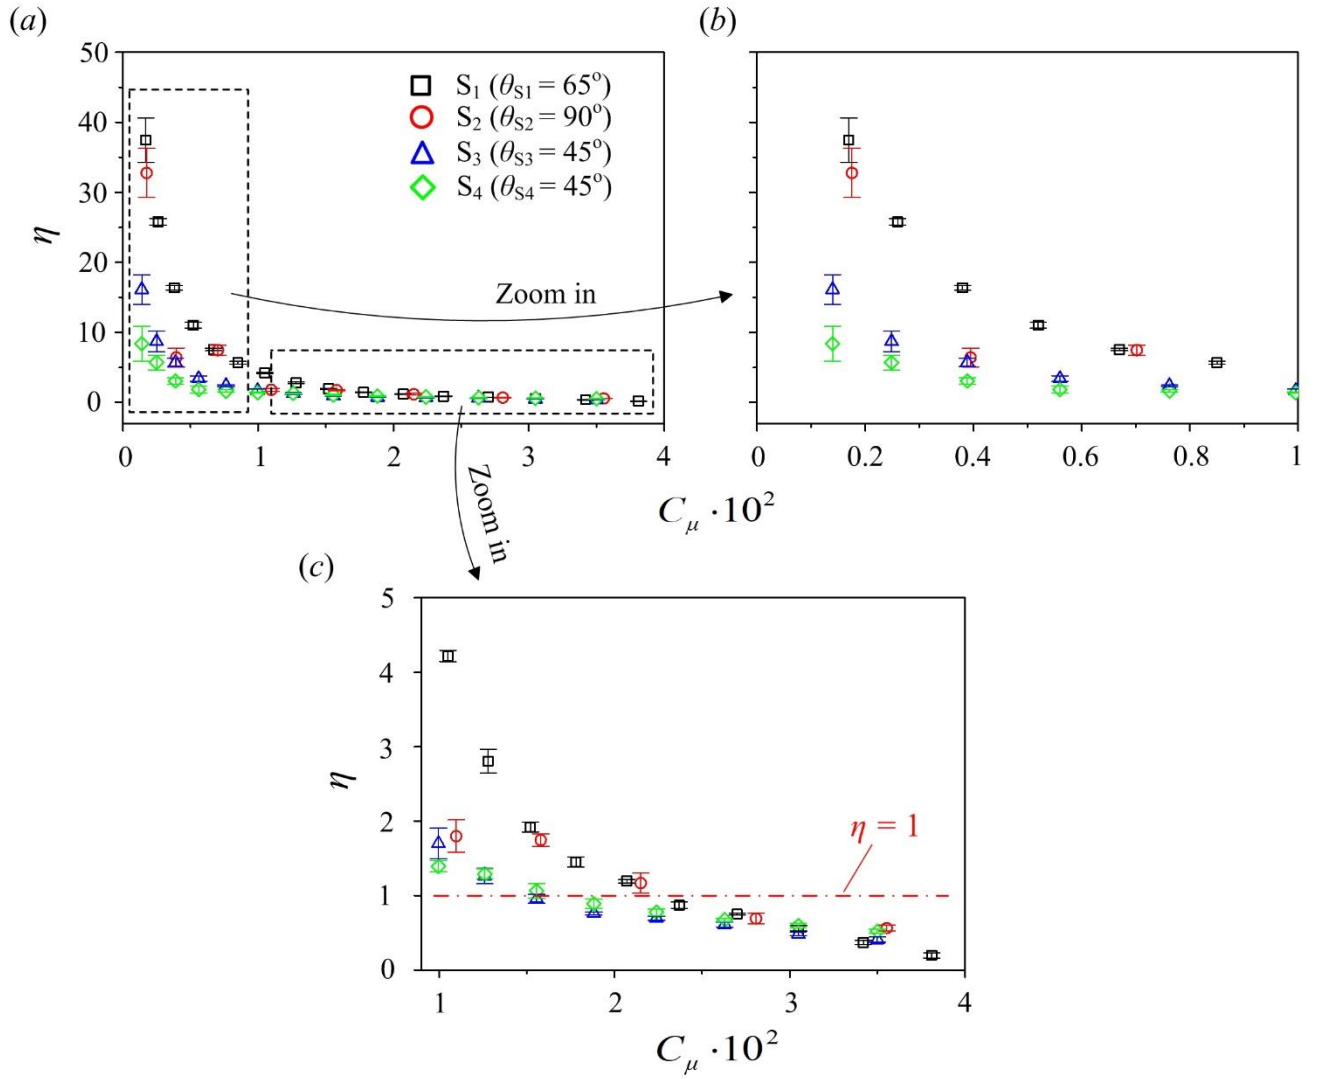 (a)
50
40
30
20
10
0
η
S1 (θS1 = 65°)
S2 (θS2 = 90°)
S3 (θS3 = 45°)
S4 (θS4 = 45°)
Zoom in
0 1 2 3 4
Zoom in
(b)
0 0.2 0.4 0.6 0.8 1
Cμ ·10²
(c)
5
4
3
2
1
0
η
η = 1
1 2 3 4
Cμ ·10²